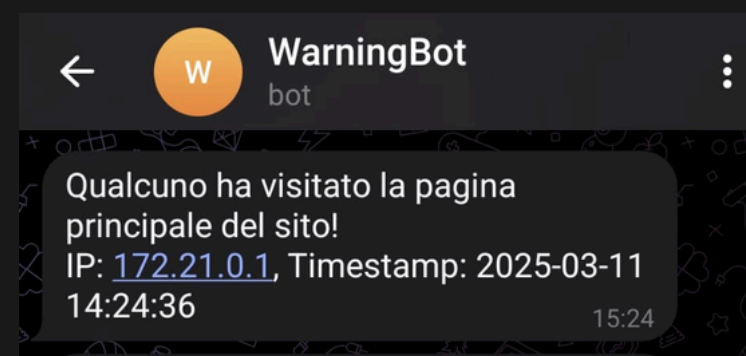 W
WarningBot
bot
Qualcuno ha visitato la pagina
principale del sito!
IP: 172.21.0.1, Timestamp: 2025-03-11
14:24:36
15:24